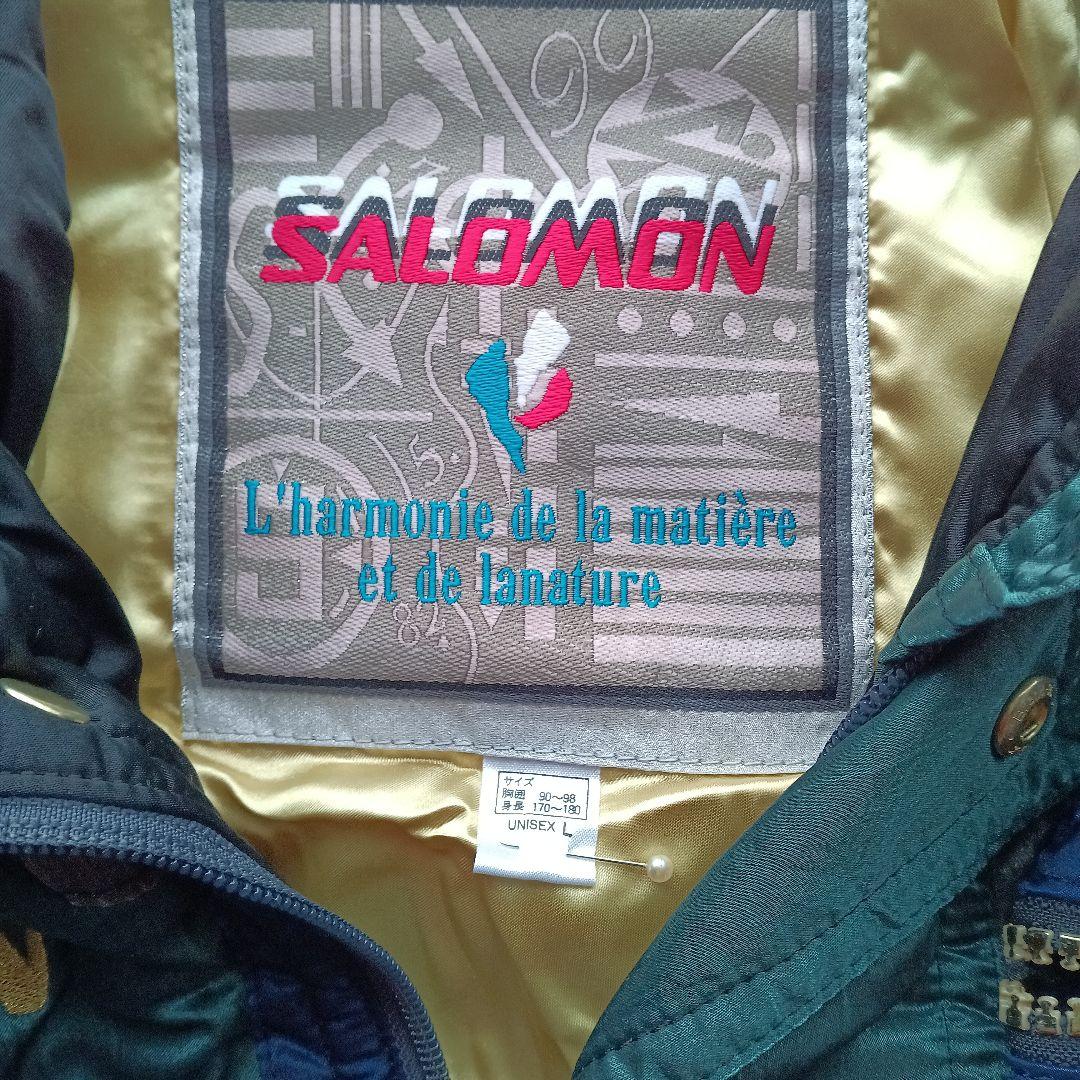 SALOMON
L'harmonie de la matière
et de lanature
サイズ
胸囲 90~98
身長 170~180
UNISEX L